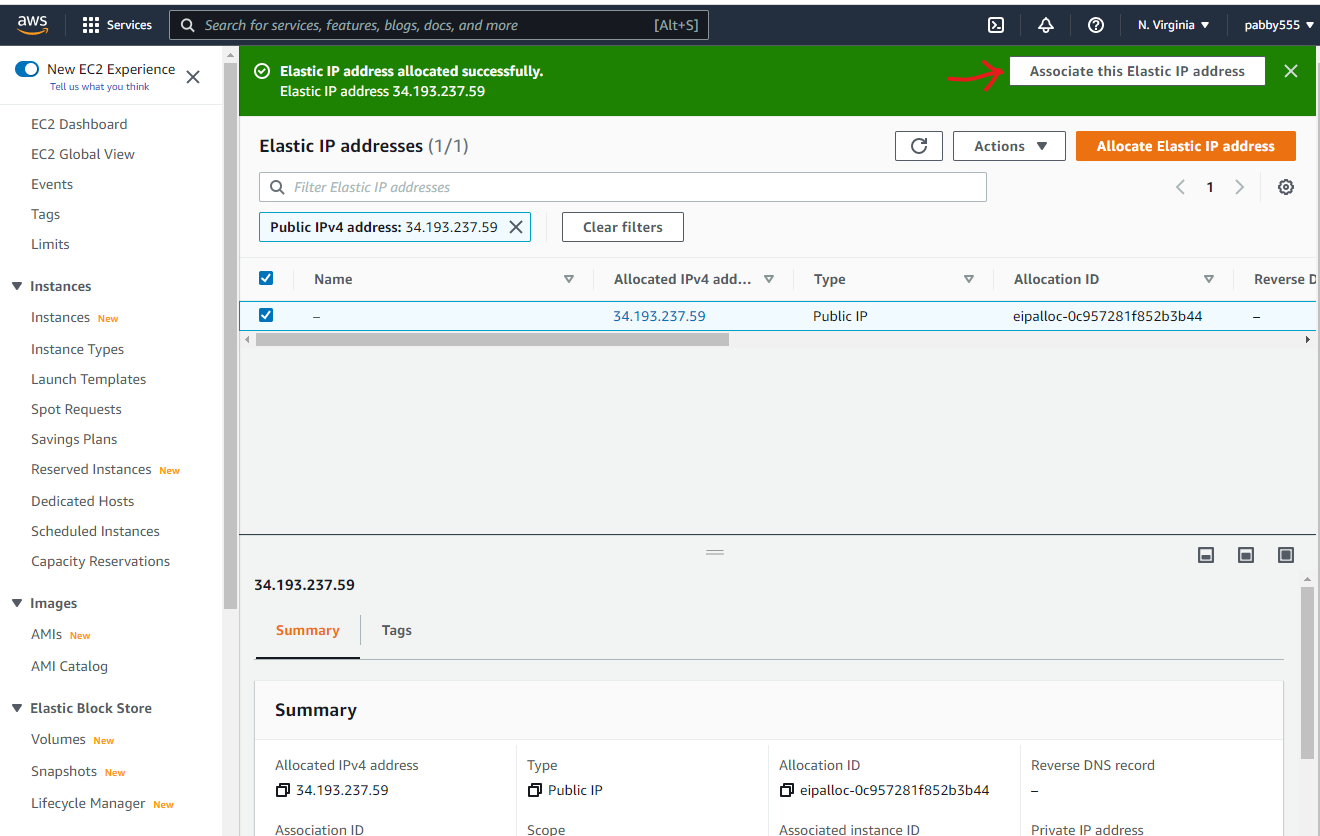 aws
Services
Search for services, features, blogs, docs, and more
[Alt+S]
N. Virginia
pabby555
New EC2 Experience
Tell us what you think
EC2 Dashboard
EC2 Global View
Events
Tags
Limits
Instances
Instances New
Instance Types
Launch Templates
Spot Requests
Savings Plans
Reserved Instances New
Dedicated Hosts
Scheduled Instances
Capacity Reservations
Images
AMIs New
AMI Catalog
Elastic Block Store
Volumes New
Snapshots New
Lifecycle Manager New
Elastic IP address allocated successfully.
Elastic IP address 34.193.237.59
Associate this Elastic IP address
Elastic IP addresses (1/1)
Actions
Allocate Elastic IP address
Filter Elastic IP addresses
1
Public IPv4 address: 34.193.237.59
Clear filters
Name
Allocated IPv4 add...
Type
Allocation ID
Reverse D
–
34.193.237.59
Public IP
eipalloc-0c957281f852b3b44
–
34.193.237.59
Summary
Tags
Summary
Allocated IPv4 address
34.193.237.59
Type
Public IP
Allocation ID
eipalloc-0c957281f852b3b44
Reverse DNS record
–
Association ID
Scope
Associated instance ID
Private IP address